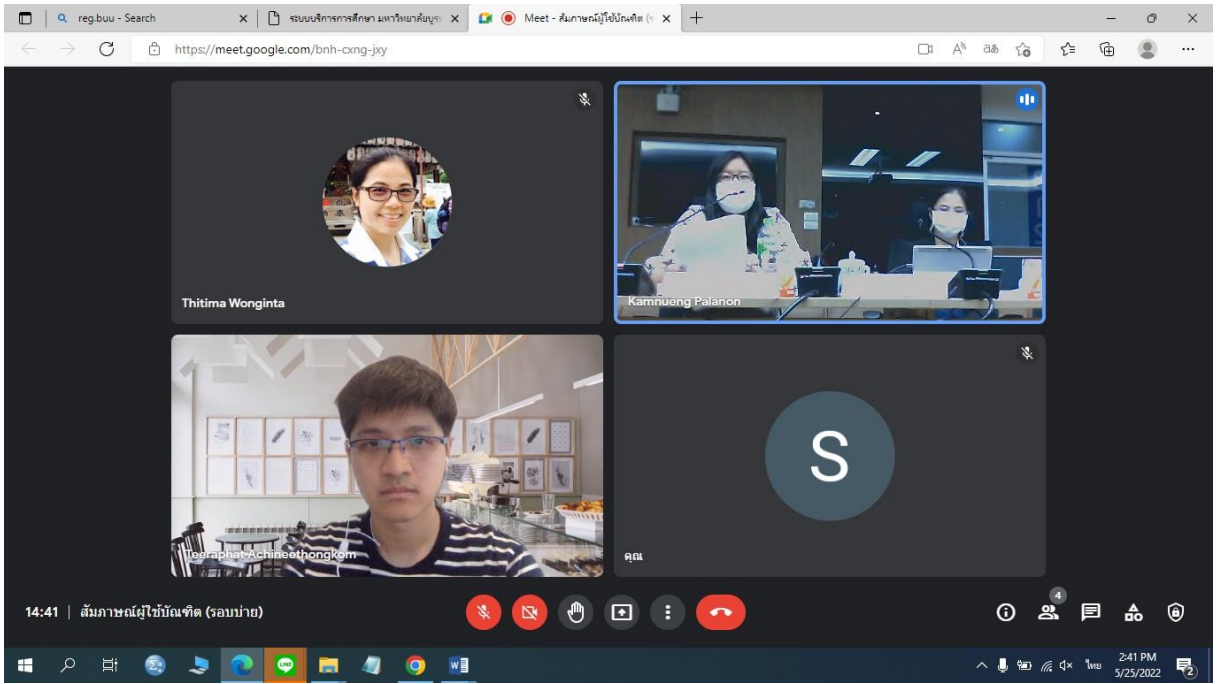 reg.buu - Search
ระบบบริการการศึกษา มหาวิทยาลัยบูรพ
Meet - สัมภาษณ์ผู้ใช้บัณฑิต (ร
https://meet.google.com/bnh-cxng-jxy
Thitima Wonginta
Kamnueng Palanon
Teeraphat Achineethongkom
S
คุณ
14:41 | สัมภาษณ์ผู้ใช้บัณฑิต (รอบบ่าย)
4
LINE
ไทย
2:41 PM
5/25/2022
2